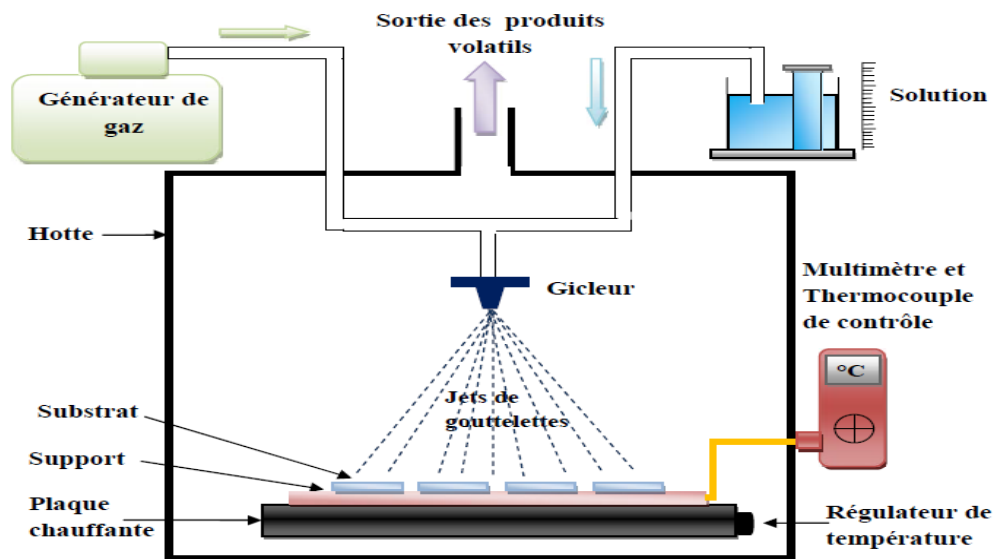 Sortie des produits
volatils
Générateur de
gaz
Solution
Hotte
Gicleur
Multimètre et
Thermocouple
de contrôle
°C
Jets de
gouttelettes
Substrat
Support
Plaque
chauffante
Régulateur de
température